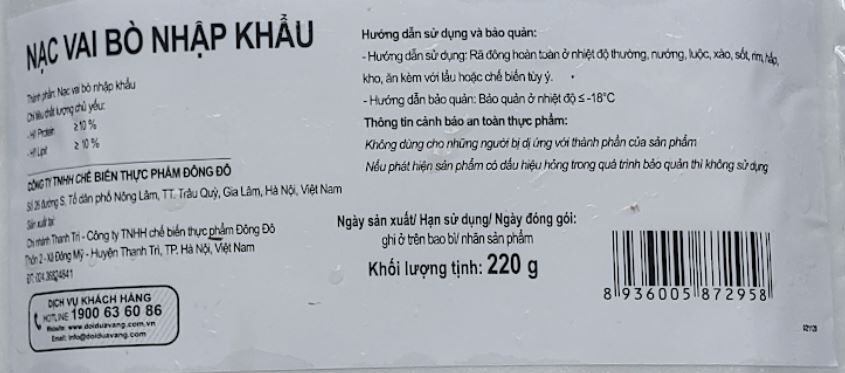 NẠC VAI BÒ NHẬP KHẨU
Thành phần: Nạc vai bò nhập khẩu
Chỉ tiêu chất lượng chủ yếu:
- H/l Protein ≥10 %
- H/l Lipit ≥ 10 %
CÔNG TY TNHH CHẾ BIẾN THỰC PHẨM ĐÔNG ĐÔ
Số 26 đường S, Tổ dân phố Nông Lâm, TT. Trâu Quỳ, Gia Lâm, Hà Nội, Việt Nam
Sản xuất tại:
Chi nhánh Thanh Trì - Công ty TNHH chế biến thực phẩm Đông Đô
Thôn 2 - Xã Đông Mỹ - Huyện Thanh Trì, TP. Hà Nội, Việt Nam
ĐT: 024.36824841
DỊCH VỤ KHÁCH HÀNG
HOTLINE 1900 63 60 86
Website: www.doiduavang.com.vn
Email: info@doiduavang.com
Hướng dẫn sử dụng và bảo quản:
- Hướng dẫn sử dụng: Rã đông hoàn toàn ở nhiệt độ thường, nướng, luộc, xào, sốt, rim, hấp,
kho, ăn kèm với lẩu hoặc chế biến tùy ý.
- Hướng dẫn bảo quản: Bảo quản ở nhiệt độ ≤ -18°C
Thông tin cảnh báo an toàn thực phẩm:
Không dùng cho những người bị dị ứng với thành phần của sản phẩm
Nếu phát hiện sản phẩm có dấu hiệu hỏng trong quá trình bảo quản thì không sử dụng
Ngày sản xuất/ Hạn sử dụng/ Ngày đóng gói:
ghi ở trên bao bì/ nhãn sản phẩm
Khối lượng tịnh: 220 g
8 936005 872958